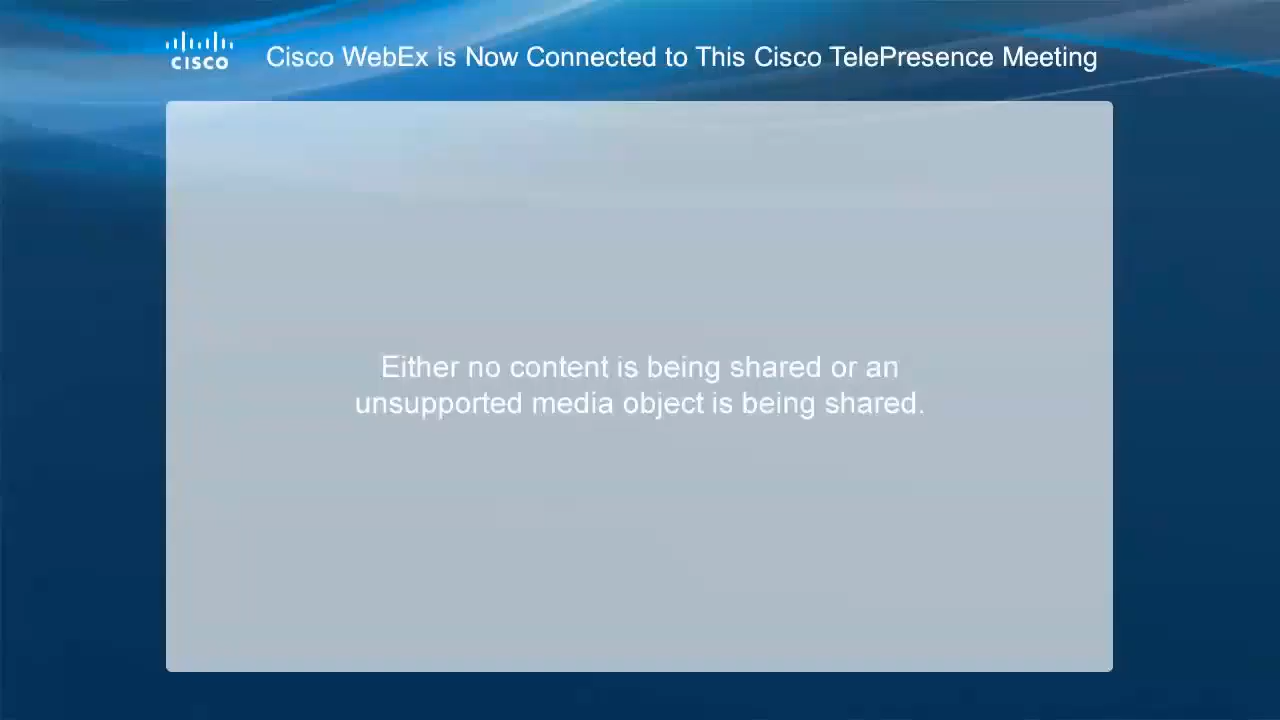 CISCO
Cisco WebEx is Now Connected to This Cisco TelePresence Meeting
Either no content is being shared or an
unsupported media object is being shared.